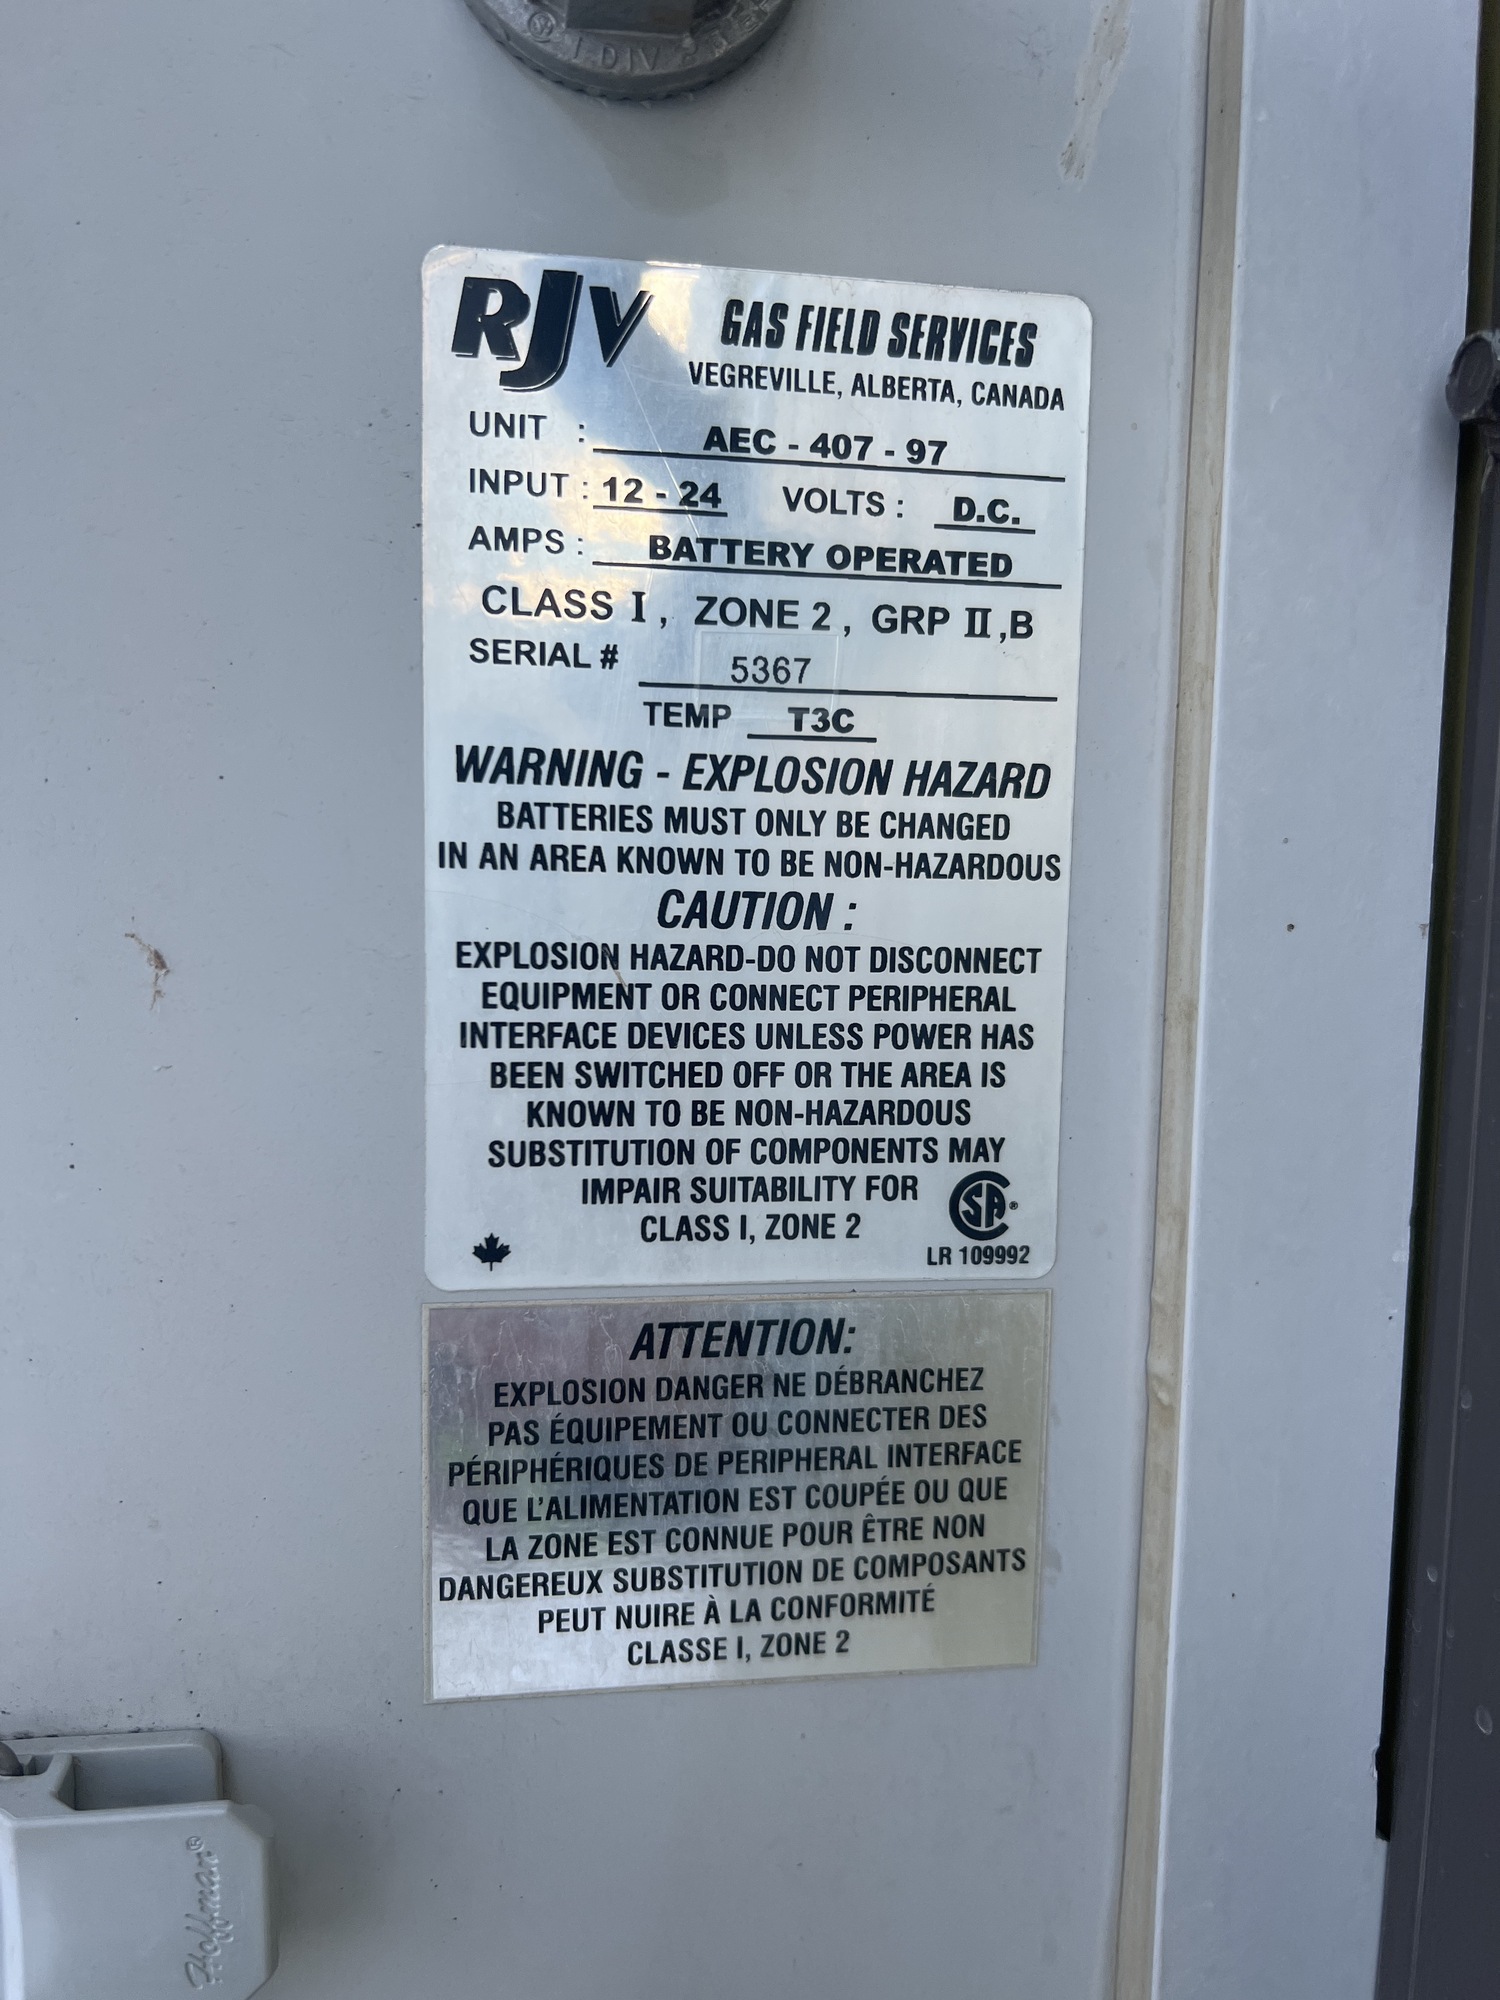 I-DIV
RJV GAS FIELD SERVICES
VEGREVILLE, ALBERTA, CANADA
UNIT : AEC - 407 - 97
INPUT : 12 - 24 VOLTS : D.C.
AMPS : BATTERY OPERATED
CLASS I, ZONE 2, GRP II,B
SERIAL # 5367
TEMP T3C
WARNING - EXPLOSION HAZARD
BATTERIES MUST ONLY BE CHANGED
IN AN AREA KNOWN TO BE NON-HAZARDOUS
CAUTION :
EXPLOSION HAZARD-DO NOT DISCONNECT
EQUIPMENT OR CONNECT PERIPHERAL
INTERFACE DEVICES UNLESS POWER HAS
BEEN SWITCHED OFF OR THE AREA IS
KNOWN TO BE NON-HAZARDOUS
SUBSTITUTION OF COMPONENTS MAY
IMPAIR SUITABILITY FOR
CLASS I, ZONE 2
SA®
LR 109992
ATTENTION:
EXPLOSION DANGER NE DÉBRANCHEZ
PAS ÉQUIPEMENT OU CONNECTER DES
PÉRIPHÉRIQUES DE PERIPHERAL INTERFACE
QUE L'ALIMENTATION EST COUPÉE OU QUE
LA ZONE EST CONNUE POUR ÊTRE NON
DANGEREUX SUBSTITUTION DE COMPOSANTS
PEUT NUIRE À LA CONFORMITÉ
CLASSE I, ZONE 2
Hoffman®